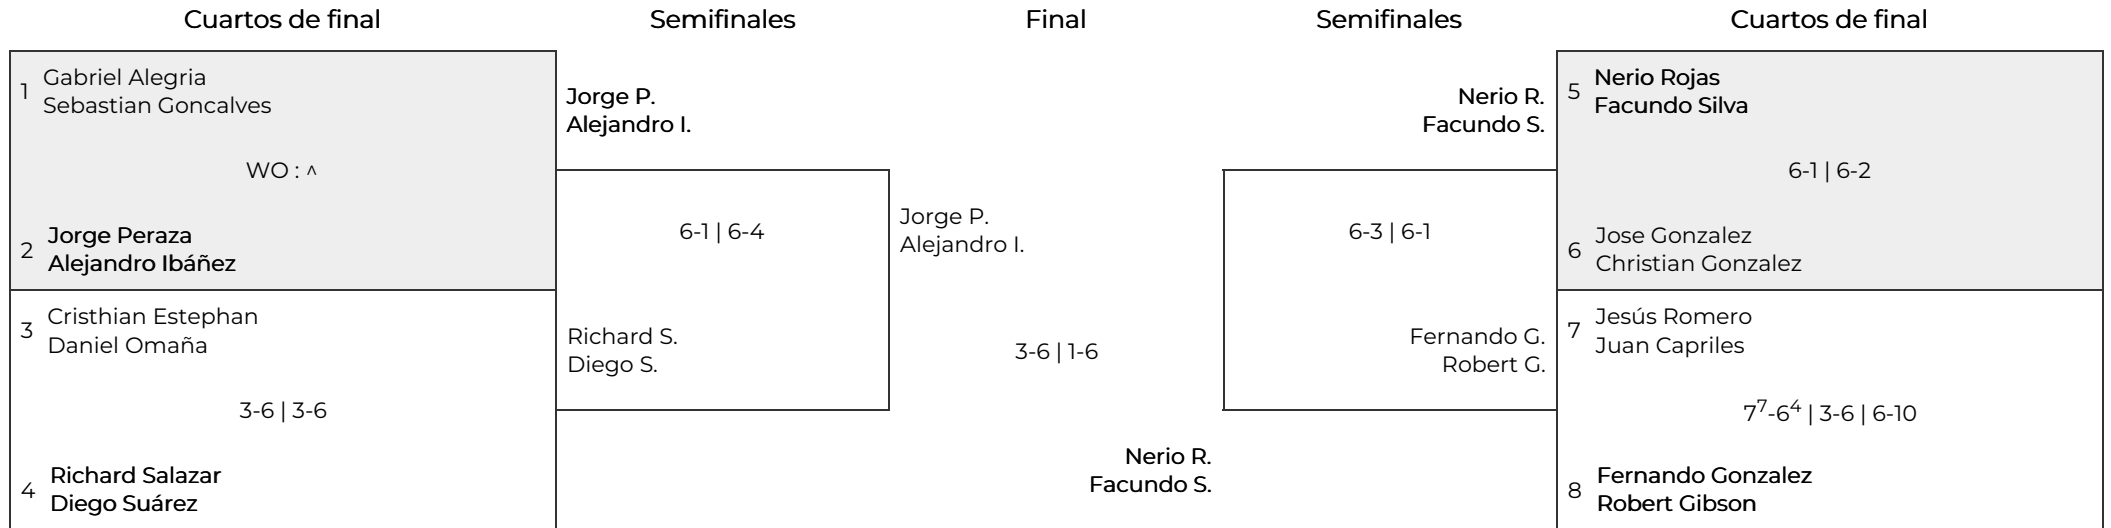 Cuartos de final
Semifinales
Final
Semifinales
Cuartos de final
1
Gabriel Alegria
Sebastian Goncalves
WO : ^
2
Jorge Peraza
Alejandro Ibáñez
3
Cristhian Estephan
Daniel Omaña
3-6 | 3-6
4
Richard Salazar
Diego Suárez
Jorge P.
Alejandro I.
6-1 | 6-4
Richard S.
Diego S.
Jorge P.
Alejandro I.
3-6 | 1-6
Nerio R.
Facundo S.
Nerio R.
Facundo S.
6-3 | 6-1
Fernando G.
Robert G.
5
Nerio Rojas
Facundo Silva
6-1 | 6-2
6
Jose Gonzalez
Christian Gonzalez
7
Jesús Romero
Juan Capriles
7⁷-6⁴ | 3-6 | 6-10
8
Fernando Gonzalez
Robert Gibson